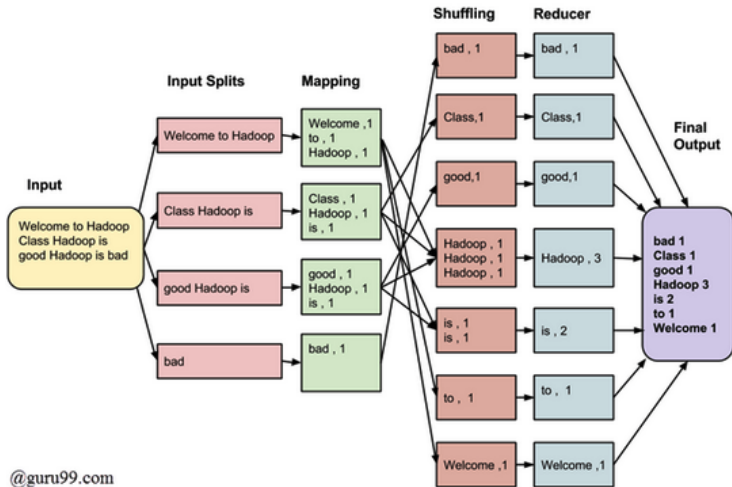 Shuffling
Reducer
Input Splits
Mapping
Final
Output
Input
Welcome to Hadoop
Class Hadoop is
good Hadoop is bad
Welcome to Hadoop
Class Hadoop is
good Hadoop is
bad
Welcome ,1
to , 1
Hadoop , 1
Class , 1
Hadoop , 1
is , 1
good , 1
Hadoop , 1
is , 1
bad , 1
bad , 1
Class,1
good,1
Hadoop , 1
Hadoop , 1
Hadoop , 1
is , 1
is , 1
to , 1
Welcome ,1
bad , 1
Class,1
good,1
Hadoop , 3
is , 2
to , 1
Welcome ,1
bad 1
Class 1
good 1
Hadoop 3
is 2
to 1
Welcome 1
@guru99.com